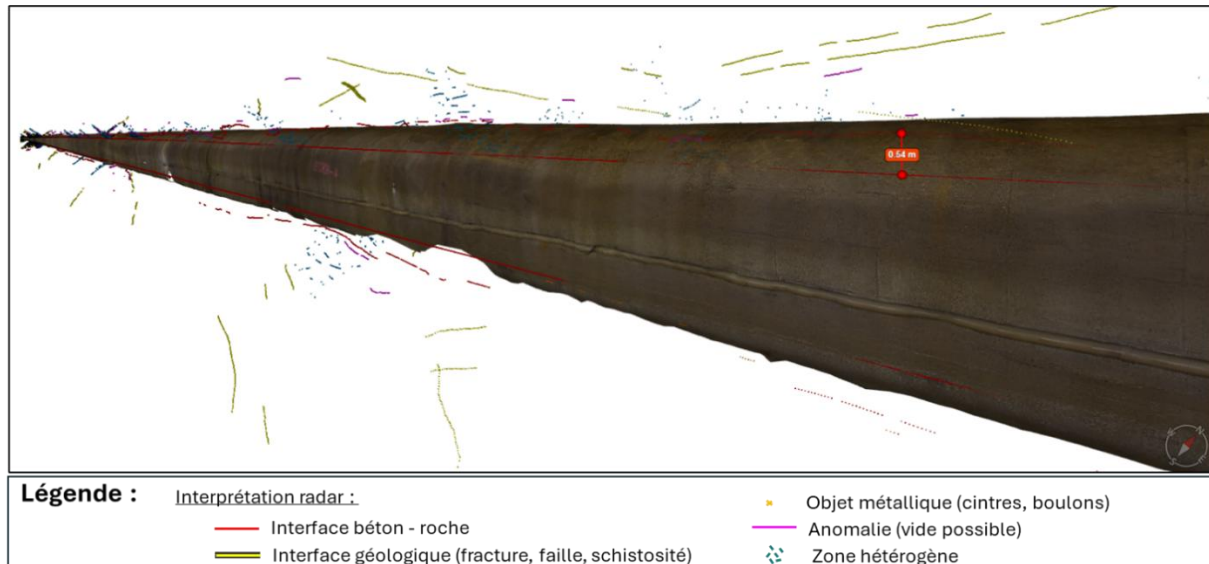 0.54 m
Légende :
Interprétation radar :
Interface béton - roche
Interface géologique (fracture, faille, schistosité)
Objet métallique (cintres, boulons)
Anomalie (vide possible)
Zone hétérogène